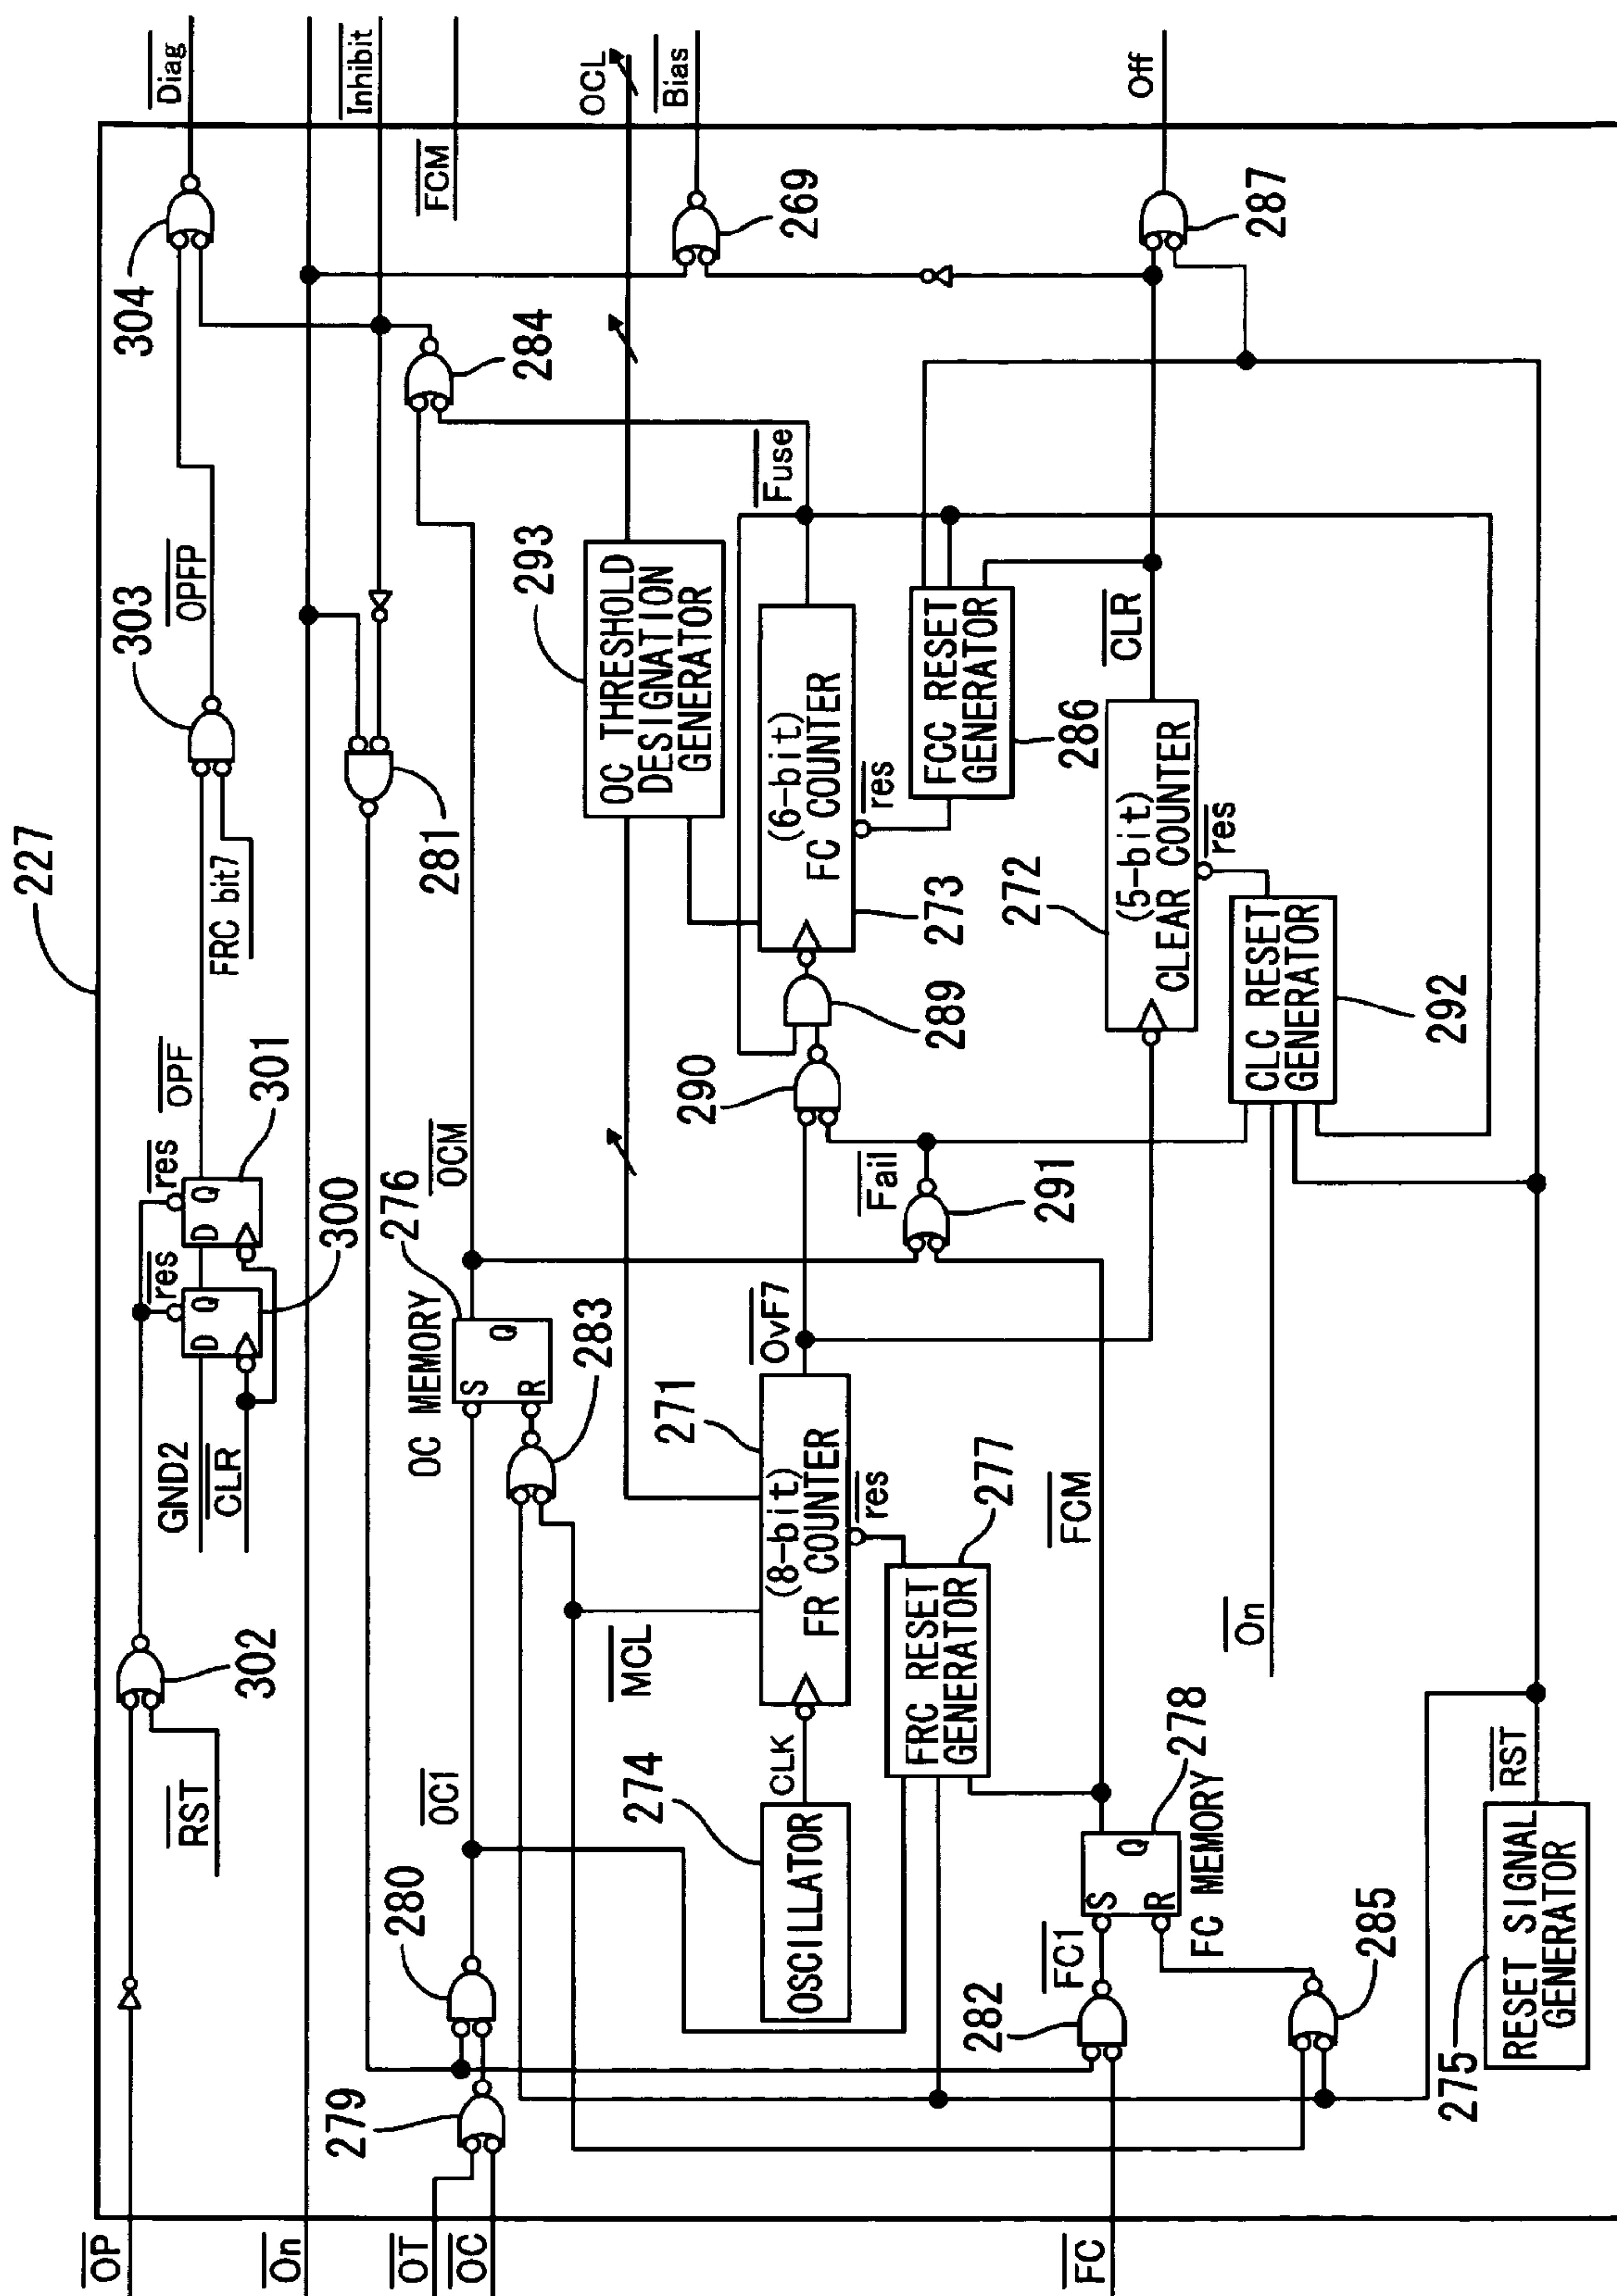 227
OP
On
OT
OC
FC
Diag
Inhibit
FCM
OCL
Bias
Off
RST
302
GND2
CLR
res
D Q
300
res
D Q
301
OPF
FRC bit7
303
OPFP
304
279
280
OC1
281
OC MEMORY
276
S
R
Q
OCM
283
284
MCL
293
OC THRESHOLD
DESIGNATION
GENERATOR
274
OSCILLATOR
CLK
271
(8-bit)
FR COUNTER
res
OvF7
290
289
273
(6-bit)
FC COUNTER
res
Fuse
269
277
FRC RESET
GENERATOR
Fail
291
FCC RESET
GENERATOR
286
282
FC1
S
R
Q
FC MEMORY
278
FCM
272
(5-bit)
CLEAR COUNTER
res
CLR
287
285
On
CLC RESET
GENERATOR
292
275
RESET SIGNAL
GENERATOR
RST